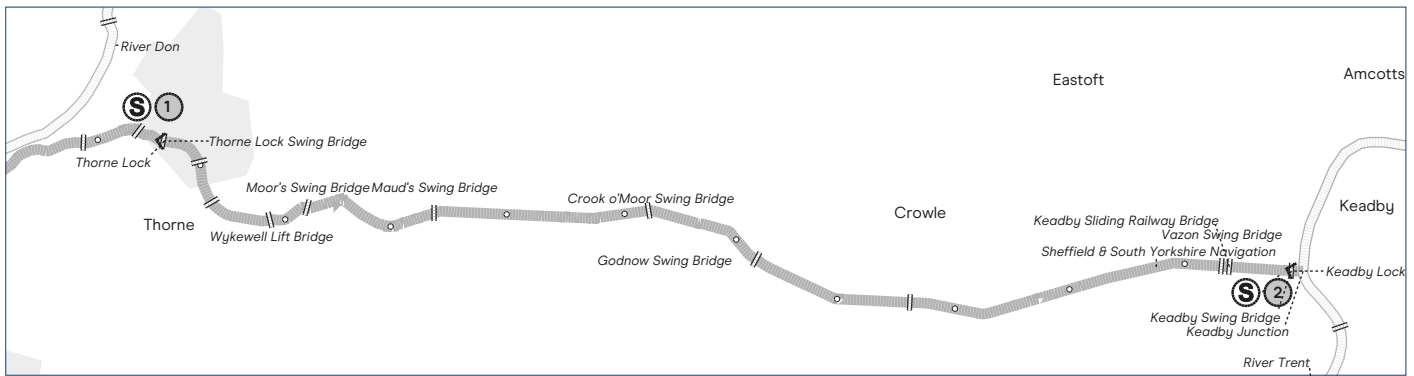 River Don
Eastoft
Amcotts
S 1
Thorne Lock Swing Bridge
Thorne Lock
Moor's Swing Bridge Maud's Swing Bridge
Crook o'Moor Swing Bridge
Keadby
Crowle
Thorne
Keadby Sliding Railway Bridge
Wykewell Lift Bridge
Vazon Swing Bridge
Sheffield & South Yorkshire Navigation
Godnow Swing Bridge
Keadby Lock
S 2
Keadby Swing Bridge
Keadby Junction
River Trent